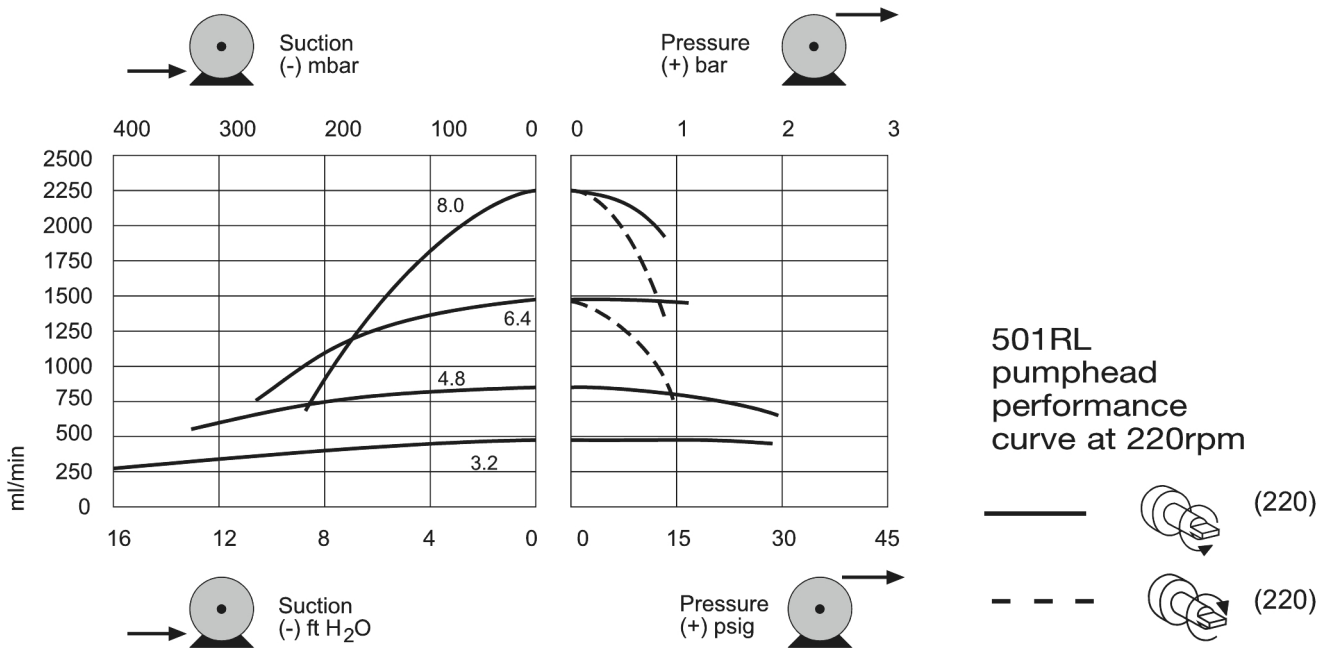 Suction
(-) mbar
Pressure
(+) bar
400 300 200 100 0 0 1 2 3
2500
2250
2000
1750
1500
1250
1000
750
500
250
0
ml/min
8.0
6.4
4.8
3.2
16 12 8 4 0 0 15 30 45
Suction
(-) ft H2O
Pressure
(+) psig
501RL
pumphead
performance
curve at 220rpm
(220)
(220)